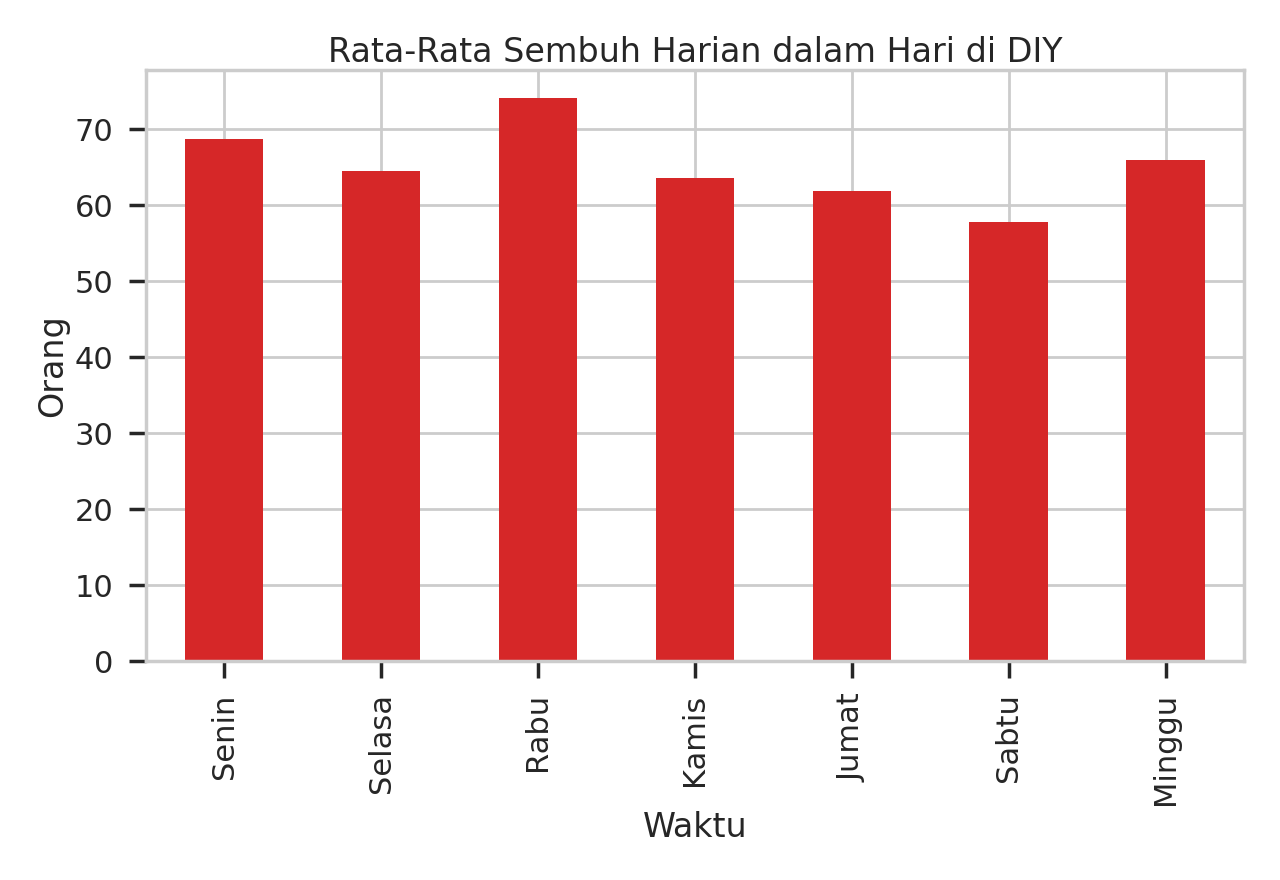 Rata-Rata Sembuh Harian dalam Hari di DIY
70
60
50
40
30
20
10
0
Orang
Senin
Selasa
Rabu
Kamis
Jumat
Sabtu
Minggu
Waktu